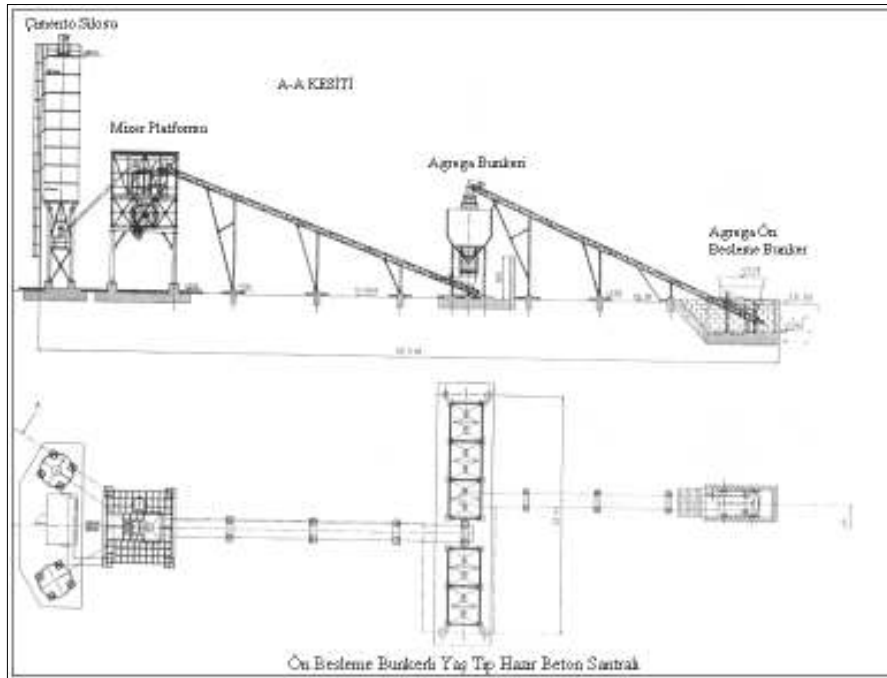 Çimento Silosu
A-A KESİTİ
Mixer Platformu
Agrega Bunkeri
Agrega Ön
Besleme Bunker
A
Ön Besleme Bunkerli Yaş Tip Hazır Beton Santralı